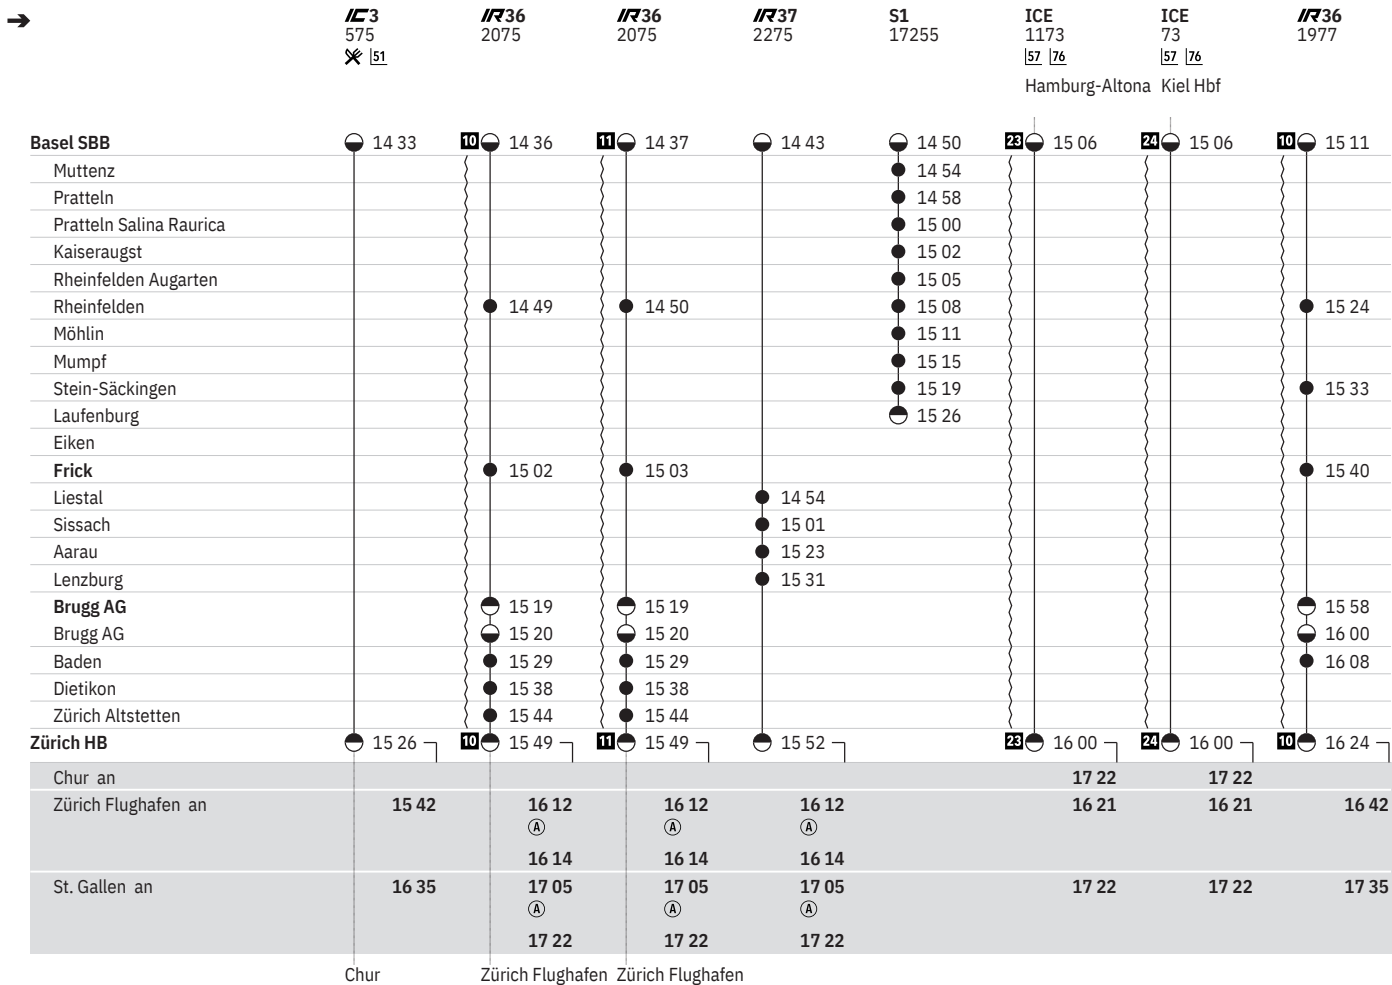 ➔ IC3 IR36 IR36 IR37 S1 ICE ICE IR36
575 2075 2075 2275 17255 1173 73 1977
51 57 76 57 76
Hamburg-Altona Kiel Hbf
Basel SBB 14 33 10 14 36 11 14 37 14 43 14 50 23 15 06 24 15 06 10 15 11
Muttenz 14 54
Pratteln 14 58
Pratteln Salina Raurica 15 00
Kaiseraugst 15 02
Rheinfelden Augarten 15 05
Rheinfelden 14 49 14 50 15 08 15 24
Möhlin 15 11
Mumpf 15 15
Stein-Säckingen 15 19 15 33
Laufenburg 15 26
Eiken
Frick 15 02 15 03 15 40
Liestal 14 54
Sissach 15 01
Aarau 15 23
Lenzburg 15 31
Brugg AG 15 19 15 19 15 58
Brugg AG 15 20 15 20 16 00
Baden 15 29 15 29 16 08
Dietikon 15 38 15 38
Zürich Altstetten 15 44 15 44
Zürich HB 15 26 10 15 49 11 15 49 15 52 23 16 00 24 16 00 10 16 24
Chur an 17 22 17 22
Zürich Flughafen an 15 42 16 12 16 12 16 12 16 21 16 21 16 42
A A A
16 14 16 14 16 14
St. Gallen an 16 35 17 05 17 05 17 05 17 22 17 22 17 35
A A A
17 22 17 22 17 22
Chur Zürich Flughafen Zürich Flughafen